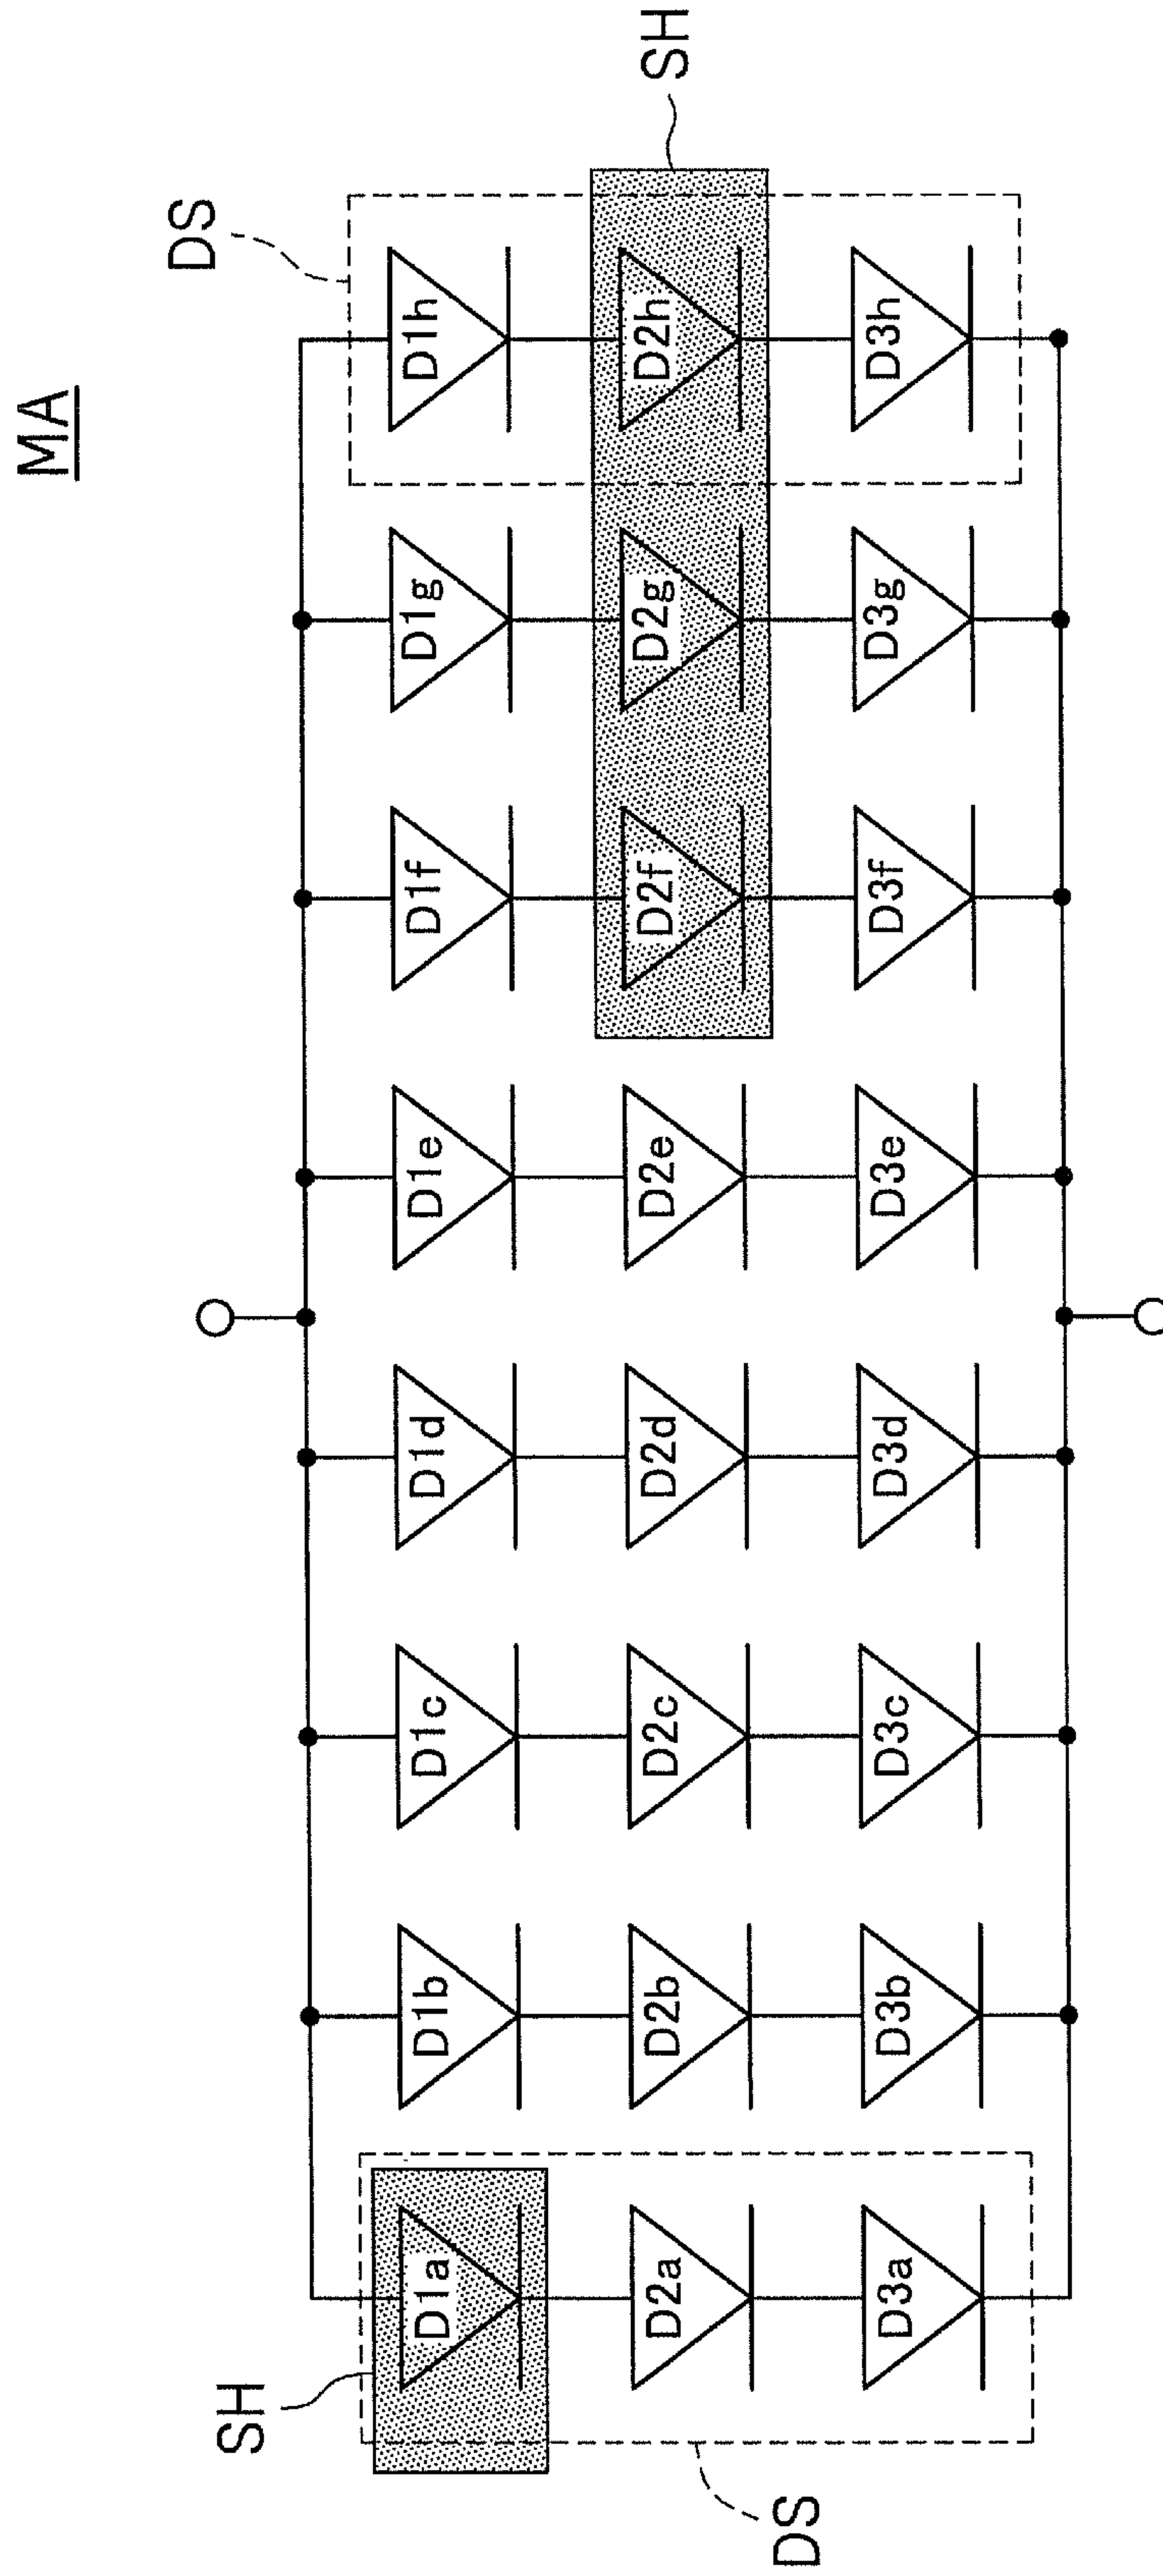 MA
DS
SH
D1a D1b D1c D1d D1e D1f D1g D1h
D2a D2b D2c D2d D2e D2f D2g D2h
D3a D3b D3c D3d D3e D3f D3g D3h
SH
DS